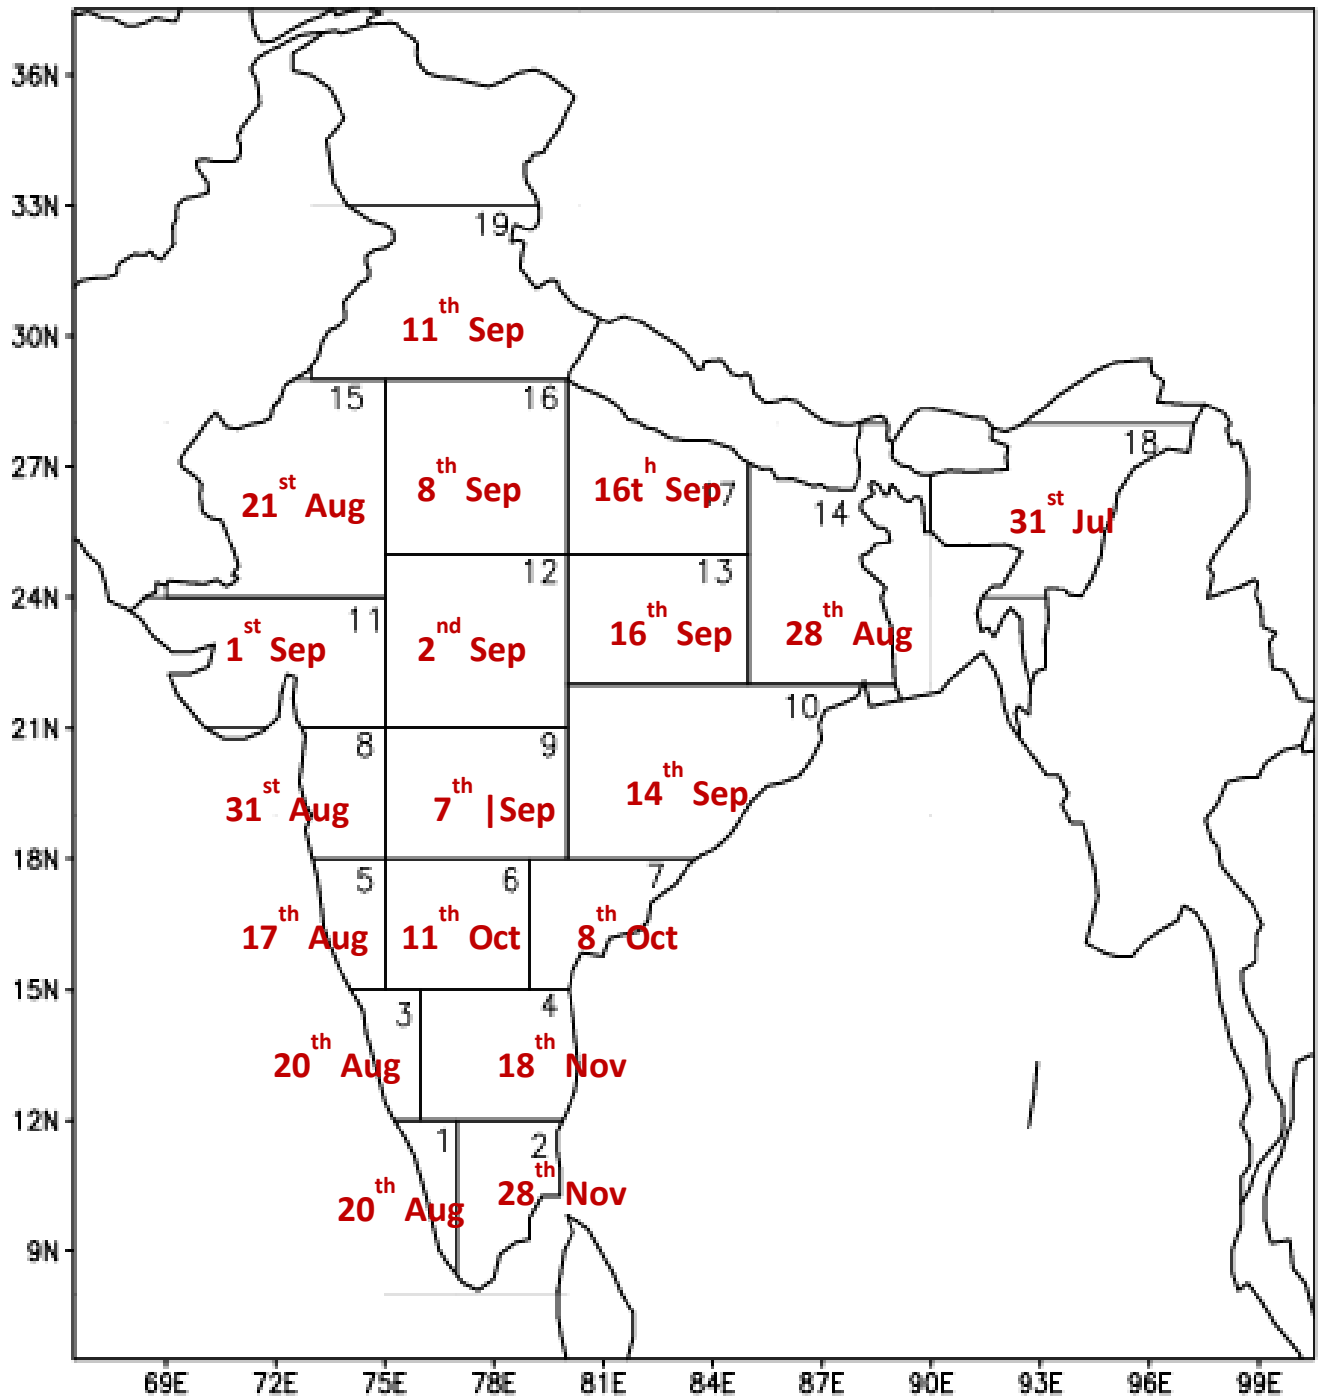 36N
33N
19
11th Sep
30N
15
16
18
27N
21st Aug
8th Sep
16th Sep
17
14
31st Jul
12
13
24N
11
1st Sep
2nd Sep
16th Sep
28th Aug
10
21N
8
9
31st Aug
7th |Sep
14th Sep
18N
5
6
7
17th Aug
11th Oct
8th Oct
15N
3
4
20th Aug
18th Nov
12N
1
2
20th Aug
28th Nov
9N
69E 72E 75E 78E 81E 84E 87E 90E 93E 96E 99E